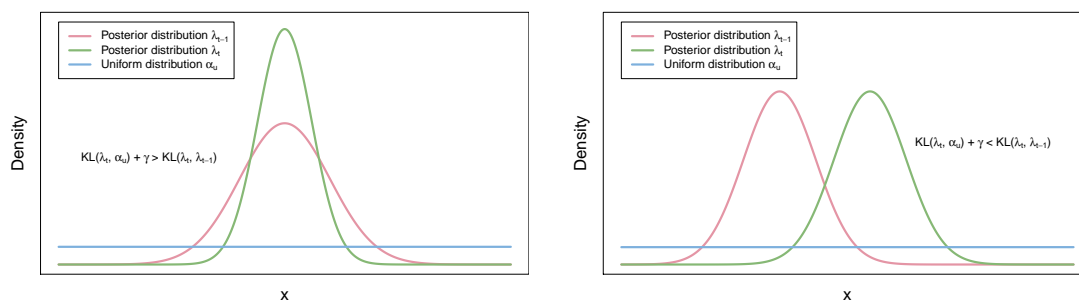 Density
Posterior distribution λt−1
Posterior distribution λt
Uniform distribution αu
KL(λt, αu) + γ > KL(λt, λt−1)
x
Density
Posterior distribution λt−1
Posterior distribution λt
Uniform distribution αu
KL(λt, αu) + γ < KL(λt, λt−1)
x